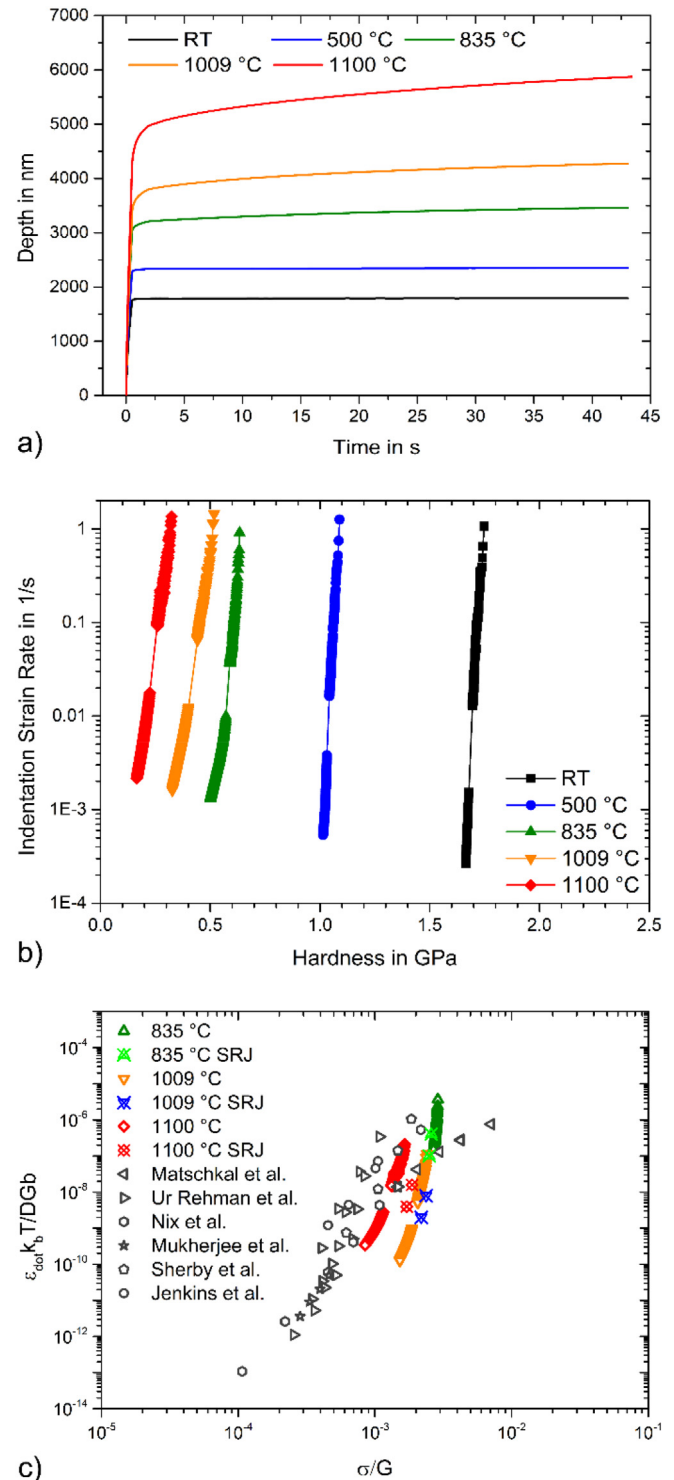 7000
6000
5000
4000
3000
2000
1000
0
Depth in nm
RT 500 °C 835 °C
1009 °C 1100 °C
0 5 10 15 20 25 30 35 40 45
Time in s
a)
1
0.1
0.01
1E-3
1E-4
Indentation Strain Rate in 1/s
RT
500 °C
835 °C
1009 °C
1100 °C
0.0 0.5 1.0 1.5 2.0 2.5
Hardness in GPa
b)
10⁻⁴
10⁻⁶
10⁻⁸
10⁻¹⁰
10⁻¹²
10⁻¹⁴
ε_dot k_b T/DGb
835 °C
835 °C SRJ
1009 °C
1009 °C SRJ
1100 °C
1100 °C SRJ
Matschkal et al.
Ur Rehman et al.
Nix et al.
Mukherjee et al.
Sherby et al.
Jenkins et al.
10⁻⁵ 10⁻⁴ 10⁻³ 10⁻² 10⁻¹
σ/G
c)